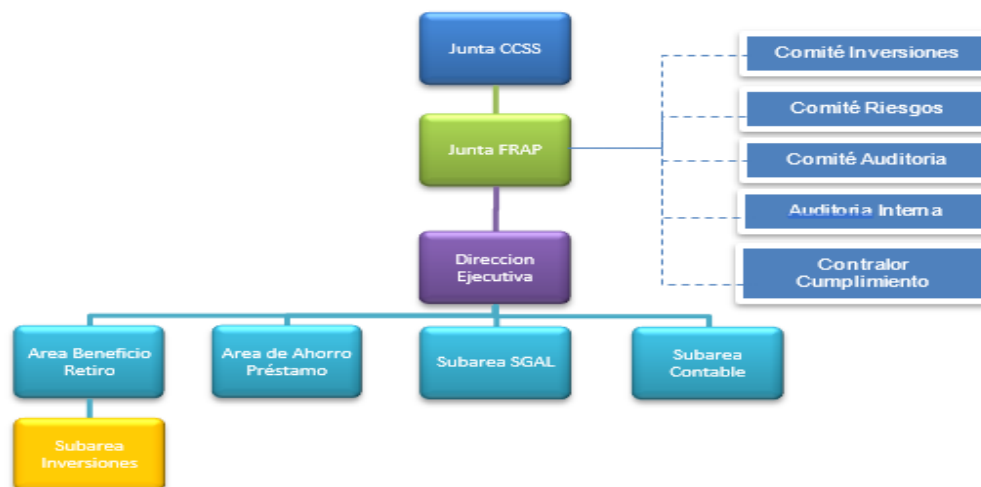 Junta CCSS
Junta FRAP
Comité Inversiones
Comité Riesgos
Comité Auditoria
Auditoria Interna
Contralor
Cumplimiento
Direccion
Ejecutiva
Area Beneficio
Retiro
Area de Ahorro
Préstamo
Subarea SGAL
Subarea
Contable
Subarea
Inversiones